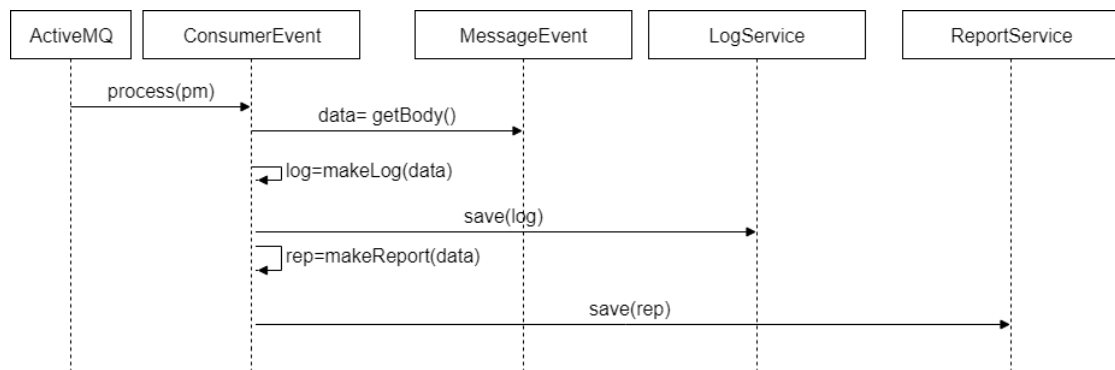 ActiveMQ
ConsumerEvent
MessageEvent
LogService
ReportService
process(pm)
data= getBody()
log=makeLog(data)
save(log)
rep=makeReport(data)
save(rep)